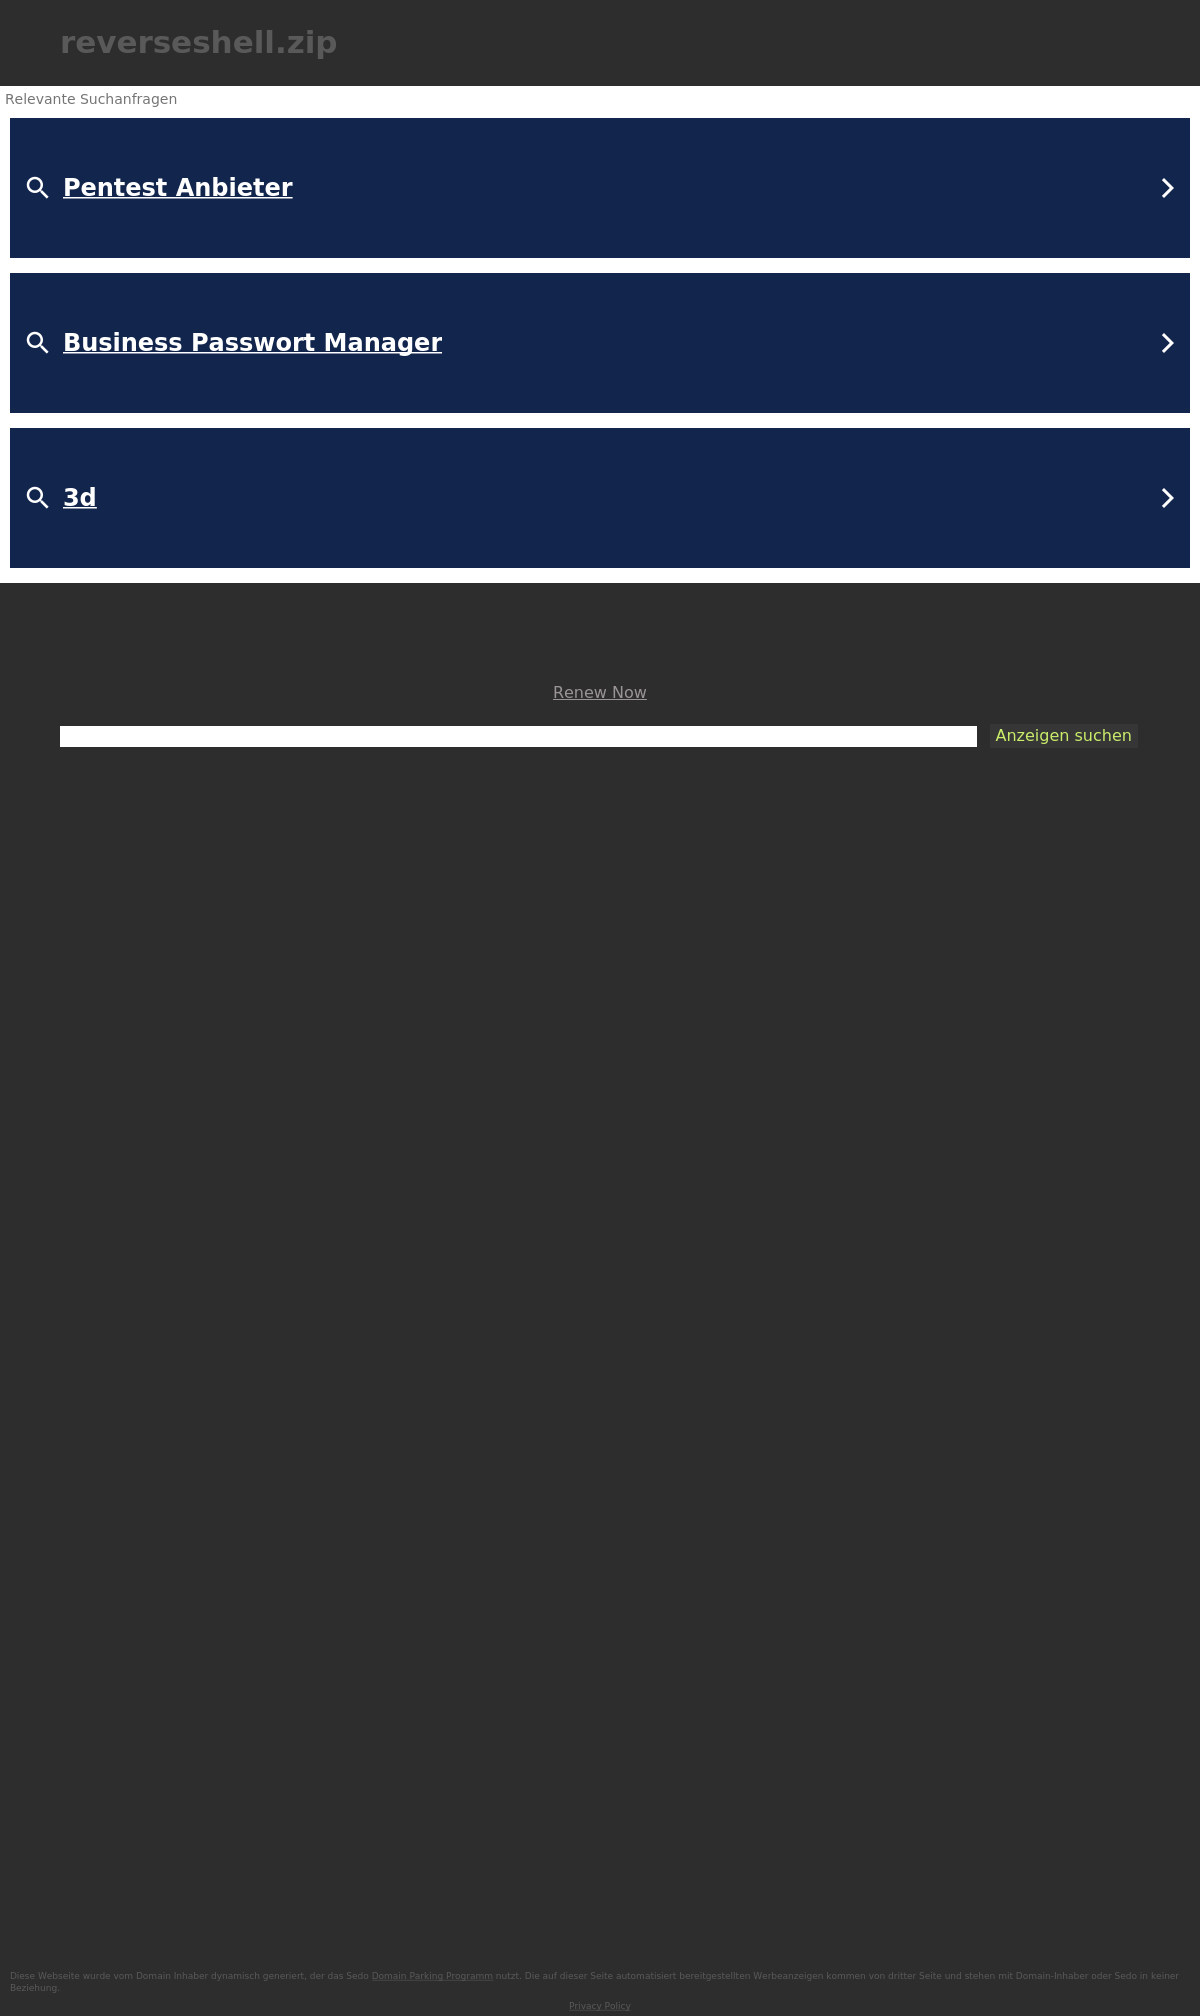 reverseshell.zip
Relevante Suchanfragen
Pentest Anbieter
Business Passwort Manager
3d
Renew Now
Anzeigen suchen
Diese Webseite wurde vom Domain Inhaber dynamisch generiert, der das Sedo Domain Parking Programm nutzt. Die auf dieser Seite automatisiert bereitgestellten Werbeanzeigen kommen von dritter Seite und stehen mit Domain-Inhaber oder Sedo in keiner
Beziehung.
Privacy Policy